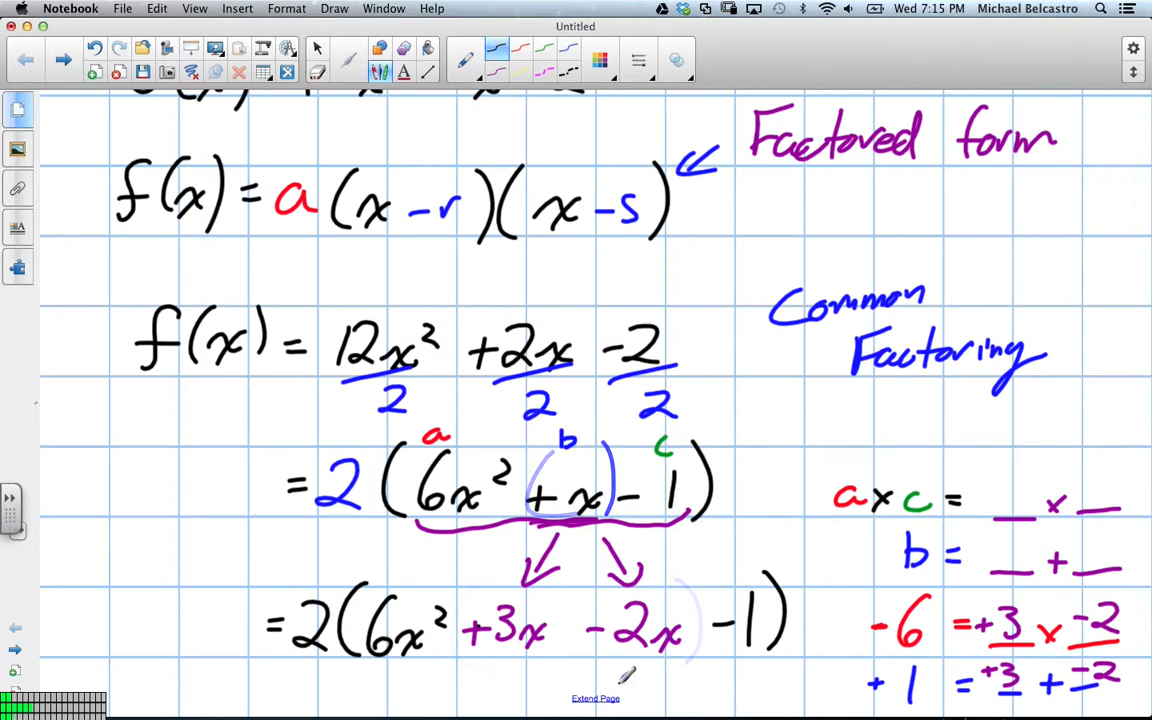 Notebook File Edit View Insert Format Draw Window Help Wed 7:15 PM Michael Belcastro
Untitled
Factored form
f(x) = a(x -r)(x -s)
Common
Factoring
f(x) = 12x² +2x -2
2 2 2
a b c
= 2(6x² + x - 1)
a x c = __ x __
b = __ + __
= 2(6x² +3x -2x -1)
-6 = +3 x -2
+1 = +3 + -2
Extend Page